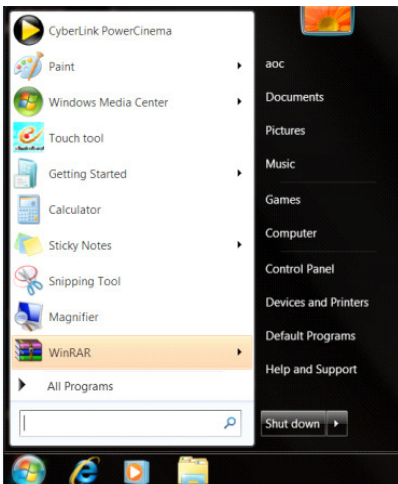 CyberLink PowerCinema
Paint
Windows Media Center
Touch tool
Getting Started
Calculator
Sticky Notes
Snipping Tool
Magnifier
WinRAR
All Programs
aoc
Documents
Pictures
Music
Games
Computer
Control Panel
Devices and Printers
Default Programs
Help and Support
Shut down